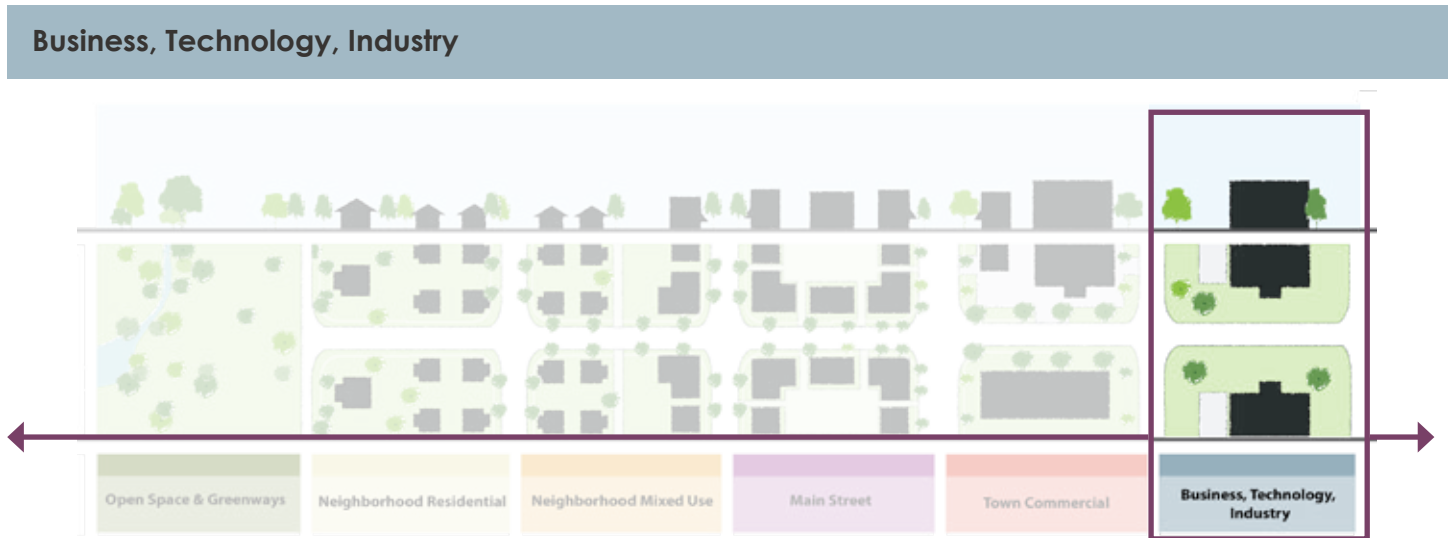 Business, Technology, Industry
Open Space & Greenways
Neighborhood Residential
Neighborhood Mixed Use
Main Street
Town Commercial
Business, Technology,
Industry